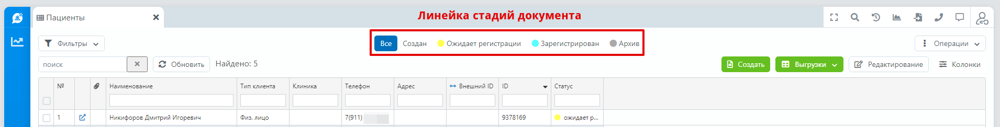 Пациенты
Линейка стадий документа
Фильтры
Все Создан Ожидает регистрации Зарегистрирован Архив
Операции
поиск Обновить Найдено: 5
Создать Выгрузки Редактирование Колонки
№ Наименование Тип клиента Клиника Телефон Адрес Внешний ID ID Статус
1 Никифоров Дмитрий Игоревич Физ. лицо 7(911) 9378169 ожидает р...